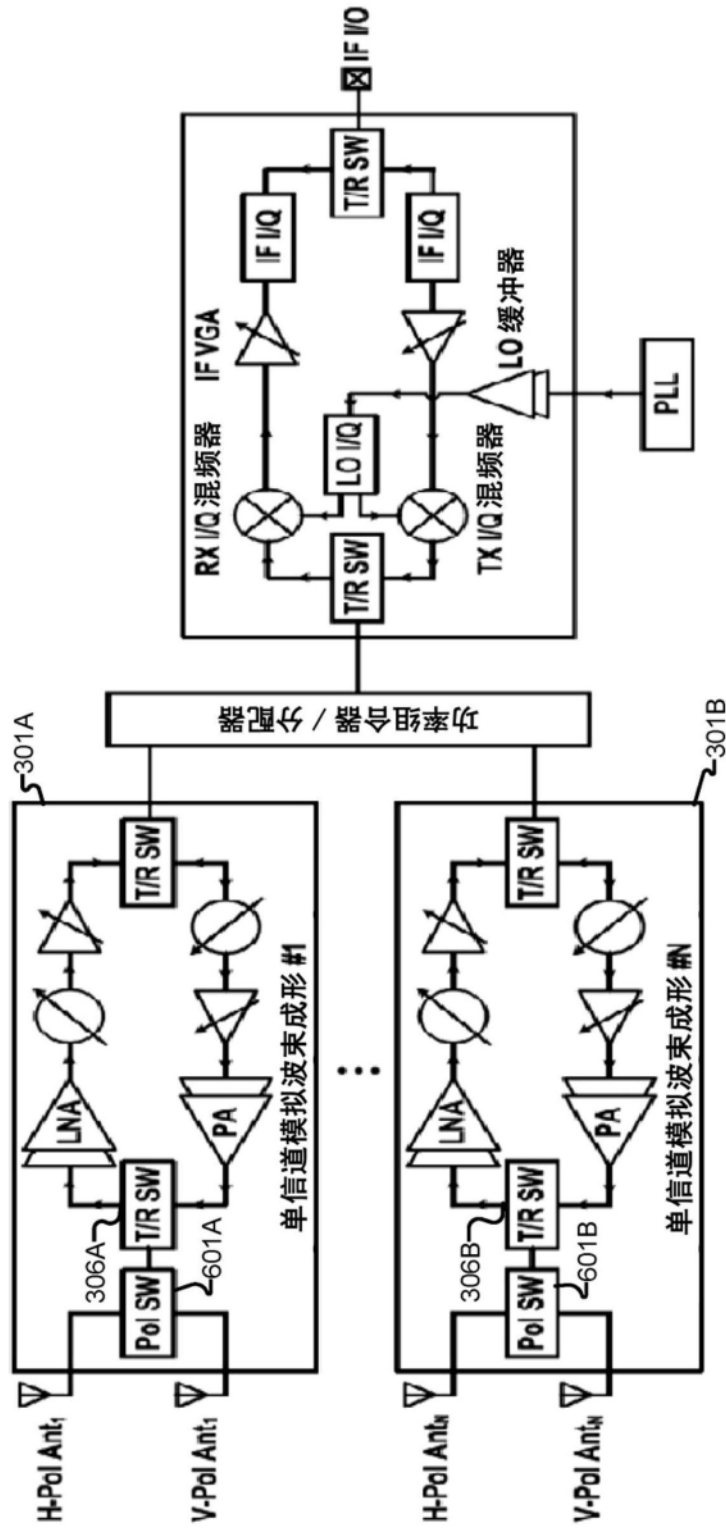 H-Pol Ant₁
V-Pol Ant₁
Pol SW
601A
306A
T/R SW
LNA
PA
T/R SW
单信道模拟波束成形 #1
301A
H-Pol Ant_N
V-Pol Ant_N
Pol SW
601B
306B
T/R SW
LNA
PA
T/R SW
单信道模拟波束成形 #N
301B
功率组合器 / 分配器
T/R SW
RX I/Q 混频器
TX I/Q 混频器
LO I/Q
IF VGA
LO 缓冲器
IF I/Q
IF I/Q
T/R SW
IF I/O
PLL